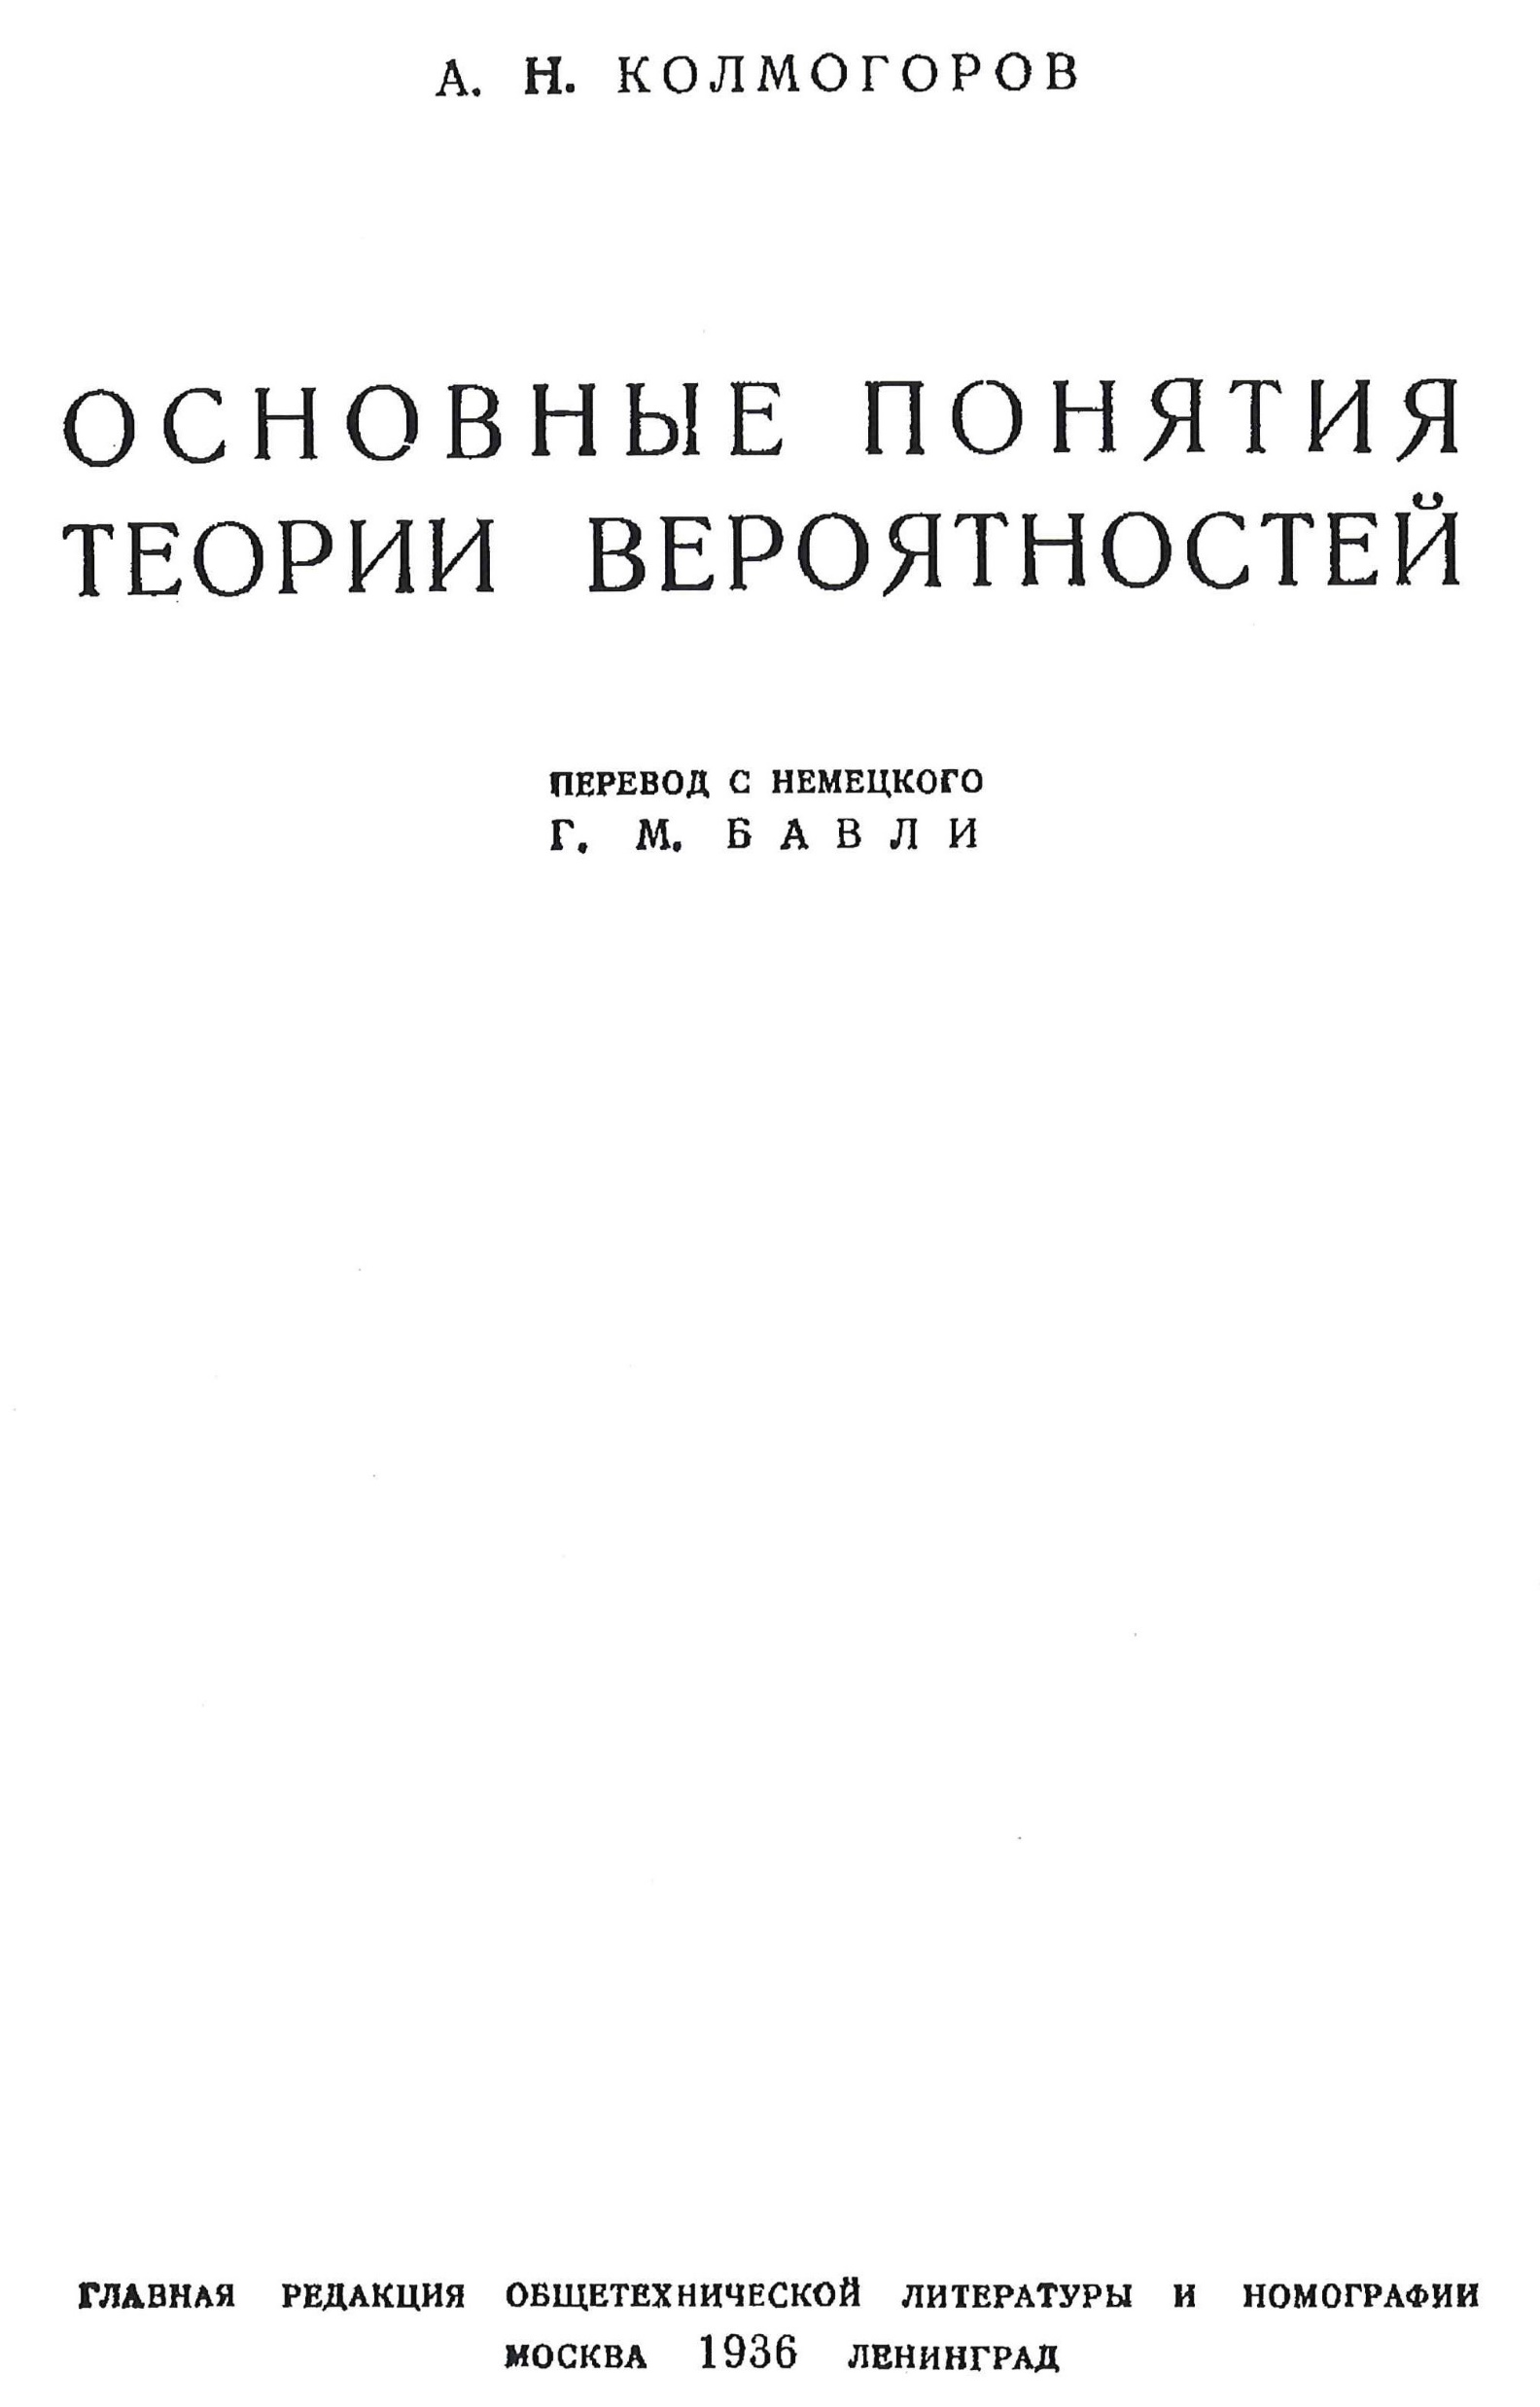 А. Н. КОЛМОГОРОВ
ОСНОВНЫЕ ПОНЯТИЯ
ТЕОРИИ ВЕРОЯТНОСТЕЙ
ПЕРЕВОД С НЕМЕЦКОГО
Г. М. БАВЛИ
ГЛАВНАЯ РЕДАКЦИЯ ОБЩЕТЕХНИЧЕСКОЙ ЛИТЕРАТУРЫ И НОМОГРАФИИ
МОСКВА 1936 ЛЕНИНГРАД